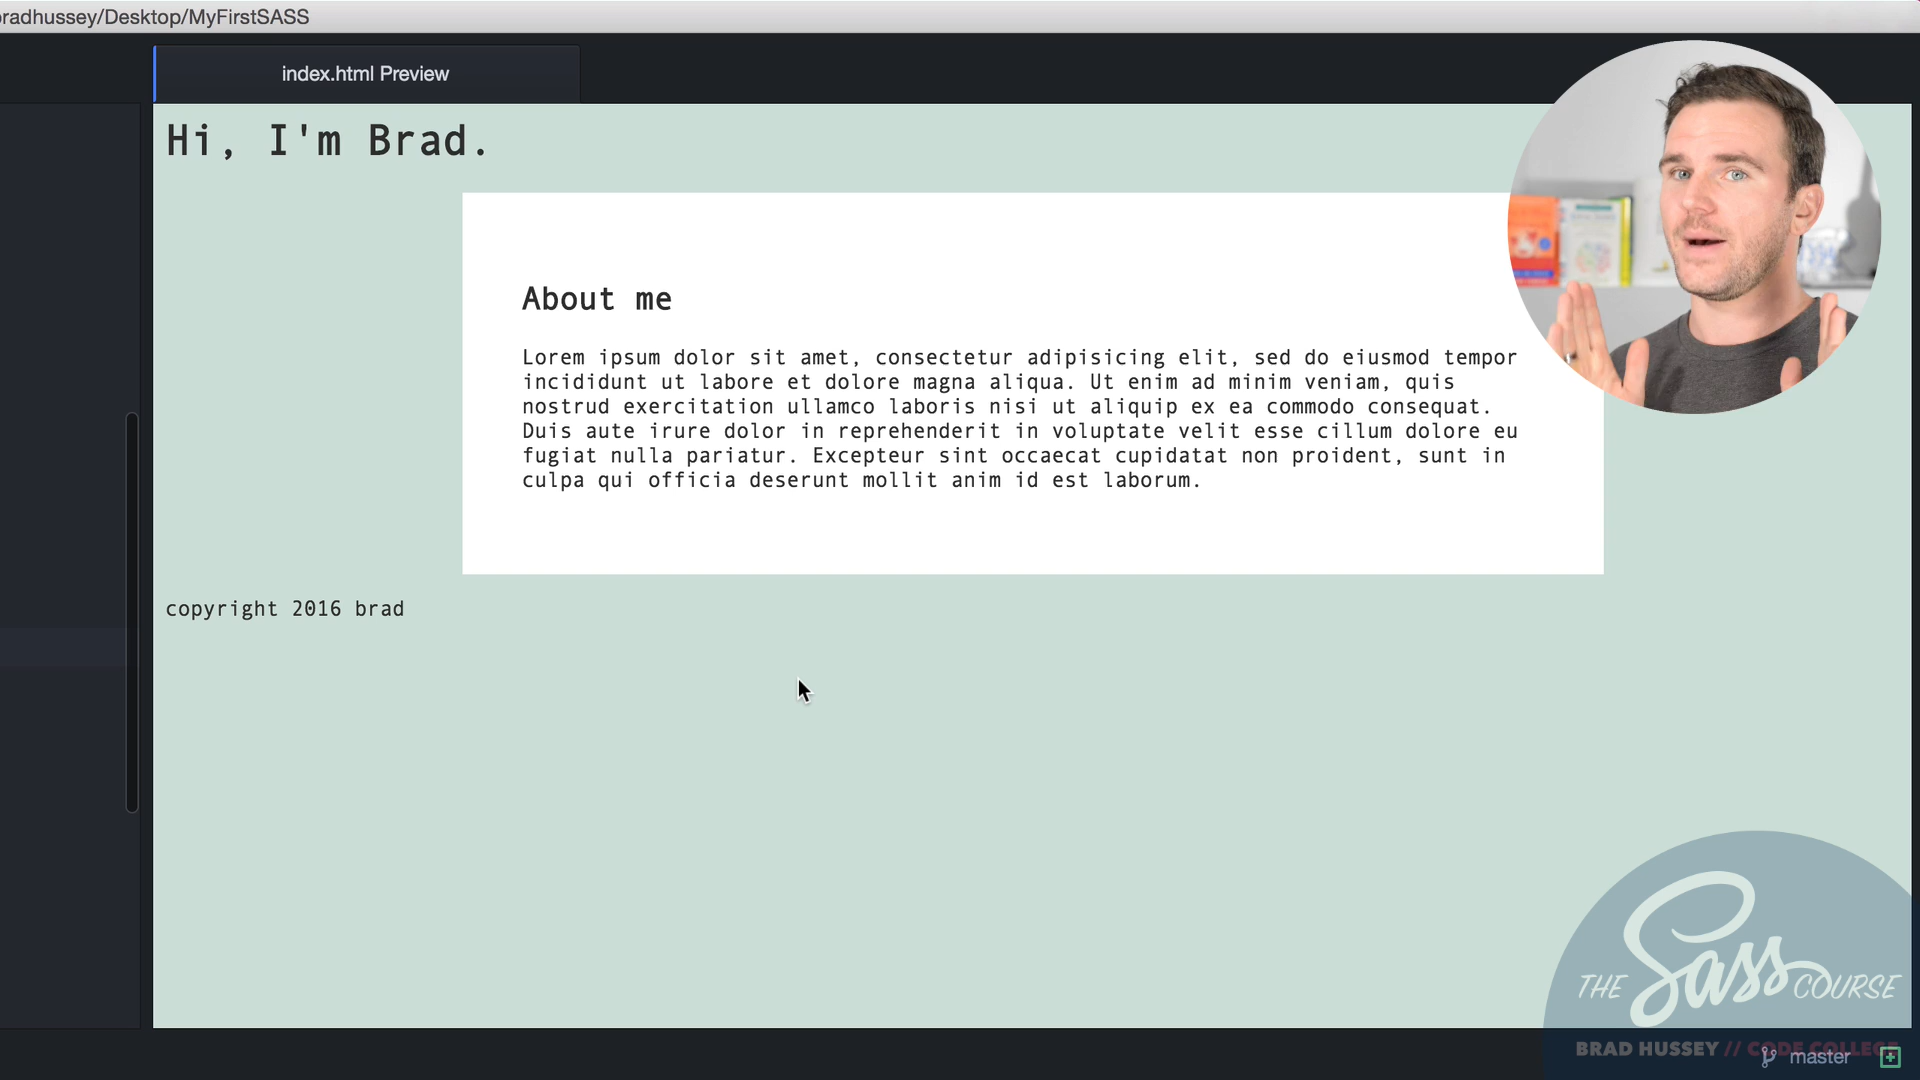 bradhussey/Desktop/MyFirstSASS
index.html Preview
Hi, I'm Brad.
About me
Lorem ipsum dolor sit amet, consectetur adipisicing elit, sed do eiusmod tempor
incididunt ut labore et dolore magna aliqua. Ut enim ad minim veniam, quis
nostrud exercitation ullamco laboris nisi ut aliquip ex ea commodo consequat.
Duis aute irure dolor in reprehenderit in voluptate velit esse cillum dolore eu
fugiat nulla pariatur. Excepteur sint occaecat cupidatat non proident, sunt in
culpa qui officia deserunt mollit anim id est laborum.
copyright 2016 brad
THE Sass COURSE
BRAD HUSSEY // CODE COLLEGE
master